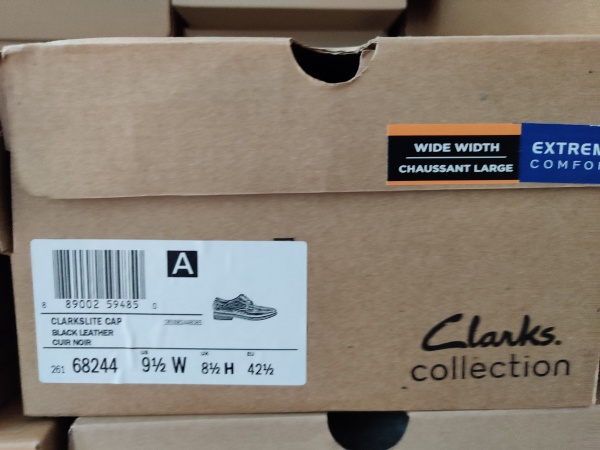 WIDE WIDTH
CHAUSSANT LARGE
EXTREM
COMFO
A
8 89002 59485 0
CLARKSLITE CAP
BLACK LEATHER
CUIR NOIR
US UK EU
261 68244 9½ W 8½ H 42½
Clarks.
collection